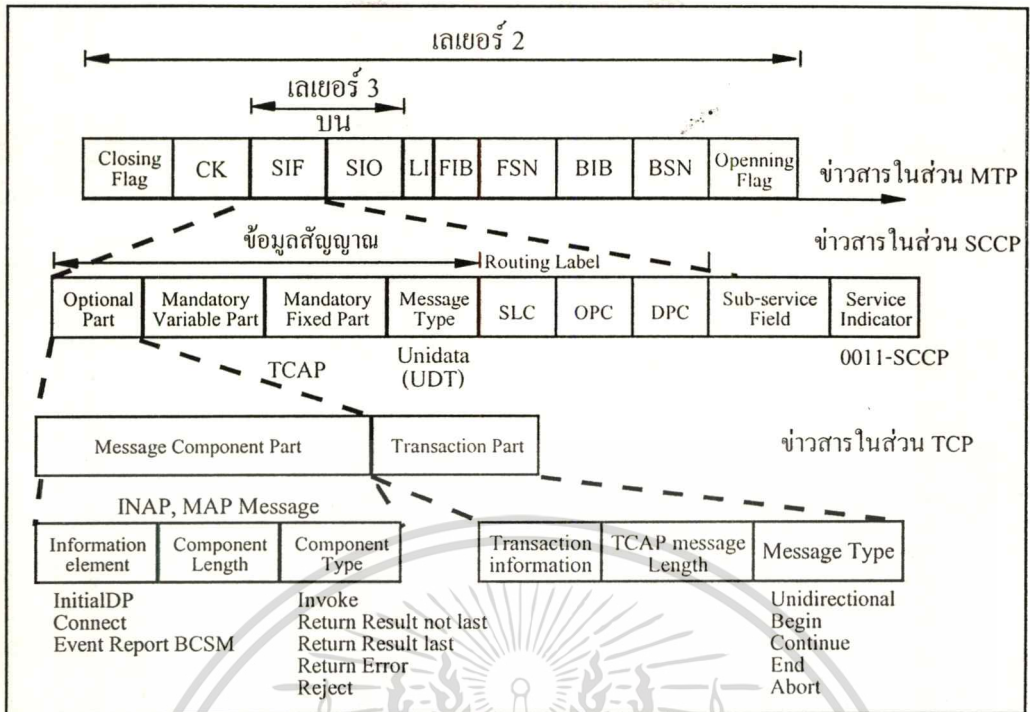 เลเยอร์ 2
เลเยอร์ 3
บน
Closing Flag
CK
SIF
SIO
LI
FIB
FSN
BIB
BSN
Openning Flag
ข่าวสารในส่วน MTP
ข้อมูลสัญญาณ
ข่าวสารในส่วน SCCP
Routing Label
Optional Part
Mandatory Variable Part
Mandatory Fixed Part
Message Type
SLC
OPC
DPC
Sub-service Field
Service Indicator
TCAP
Unidata
(UDT)
0011-SCCP
Message Component Part
Transaction Part
ข่าวสารในส่วน TCP
INAP, MAP Message
Information element
Component Length
Component Type
Transaction information
TCAP message Length
Message Type
InitialDP
Connect
Event Report BCSM
Invoke
Return Result not last
Return Result last
Return Error
Reject
Unidirectional
Begin
Continue
End
Abort